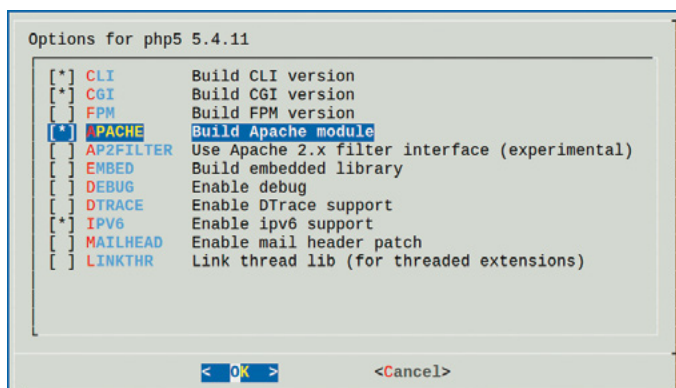 Options for php5 5.4.11
[*] CLI Build CLI version
[*] CGI Build CGI version
[ ] FPM Build FPM version
[*] APACHE Build Apache module
[ ] AP2FILTER Use Apache 2.x filter interface (experimental)
[ ] EMBED Build embedded library
[ ] DEBUG Enable debug
[ ] DTRACE Enable DTrace support
[*] IPV6 Enable ipv6 support
[ ] MAILHEAD Enable mail header patch
[ ] LINKTHR Link thread lib (for threaded extensions)
< OK > <Cancel>